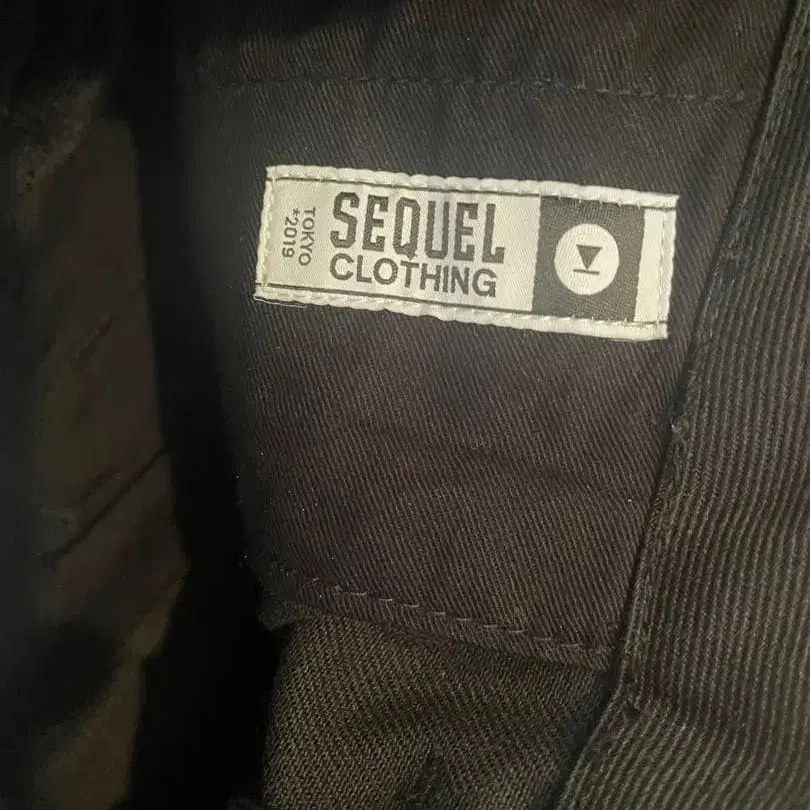 TOKYO
*2019
SEQUEL
CLOTHING